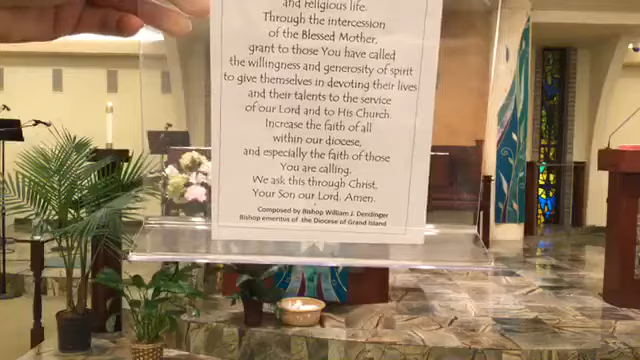 and religious life.
Through the intercession
of the Blessed Mother,
grant to those You have called
the willingness and generosity of spirit
to give themselves in devoting their lives
and their talents to the service
of our Lord and to His Church.
Increase the faith of all
within our diocese,
and especially the faith of those
You are calling.
We ask this through Christ,
Your Son our Lord, Amen.
Composed by Bishop William J. Dendinger
Bishop emeritus of the Diocese of Grand Island